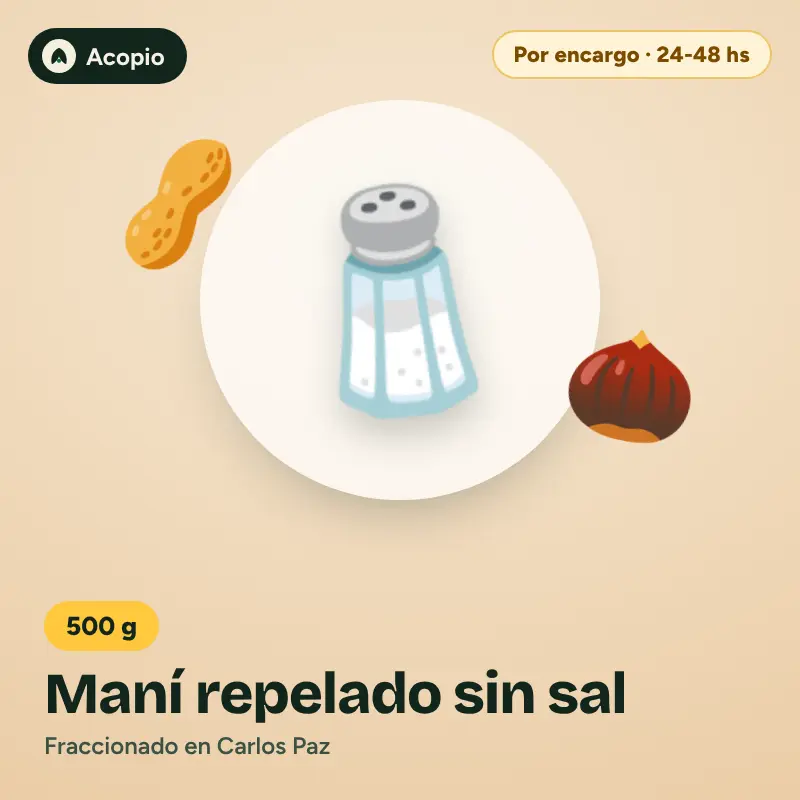 Acopio
Por encargo · 24-48 hs
500 g
Maní repelado sin sal
Fraccionado en Carlos Paz